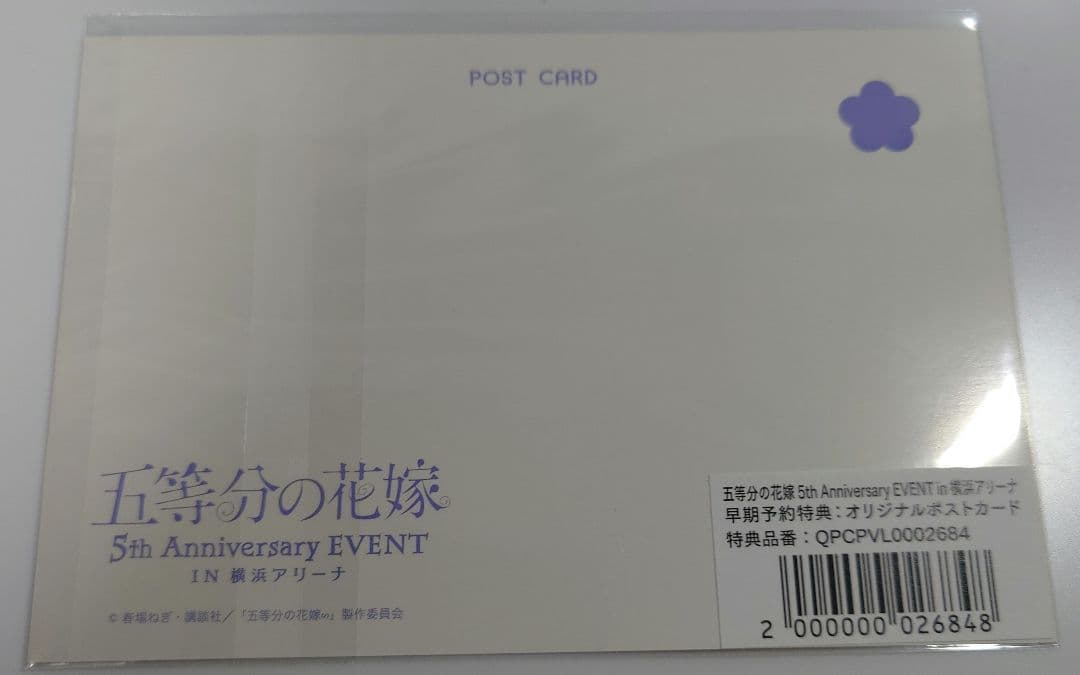 POST CARD
五等分の花嫁
5th Anniversary EVENT
IN 横浜アリーナ
© 春場ねぎ・講談社／「五等分の花嫁∽」製作委員会
五等分の花嫁 5th Anniversary EVENT in 横浜アリーナ
早期予約特典：オリジナルポストカード
特典品番：QPCPVL0002684
2 000000 026848